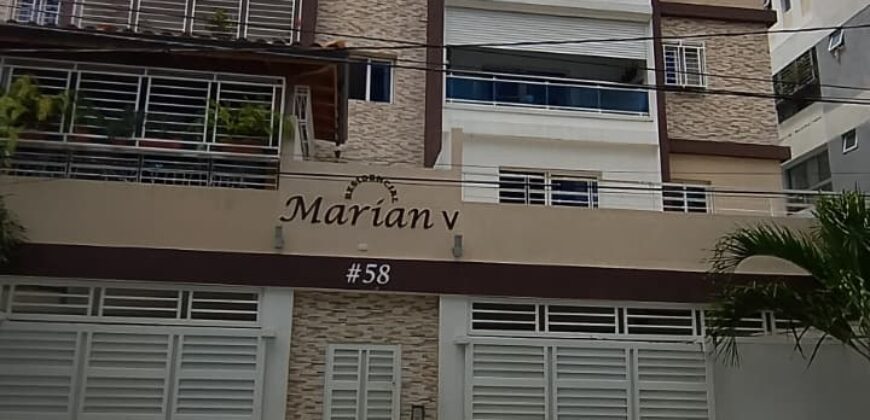 RESIDENCIAL
Marian V
#58